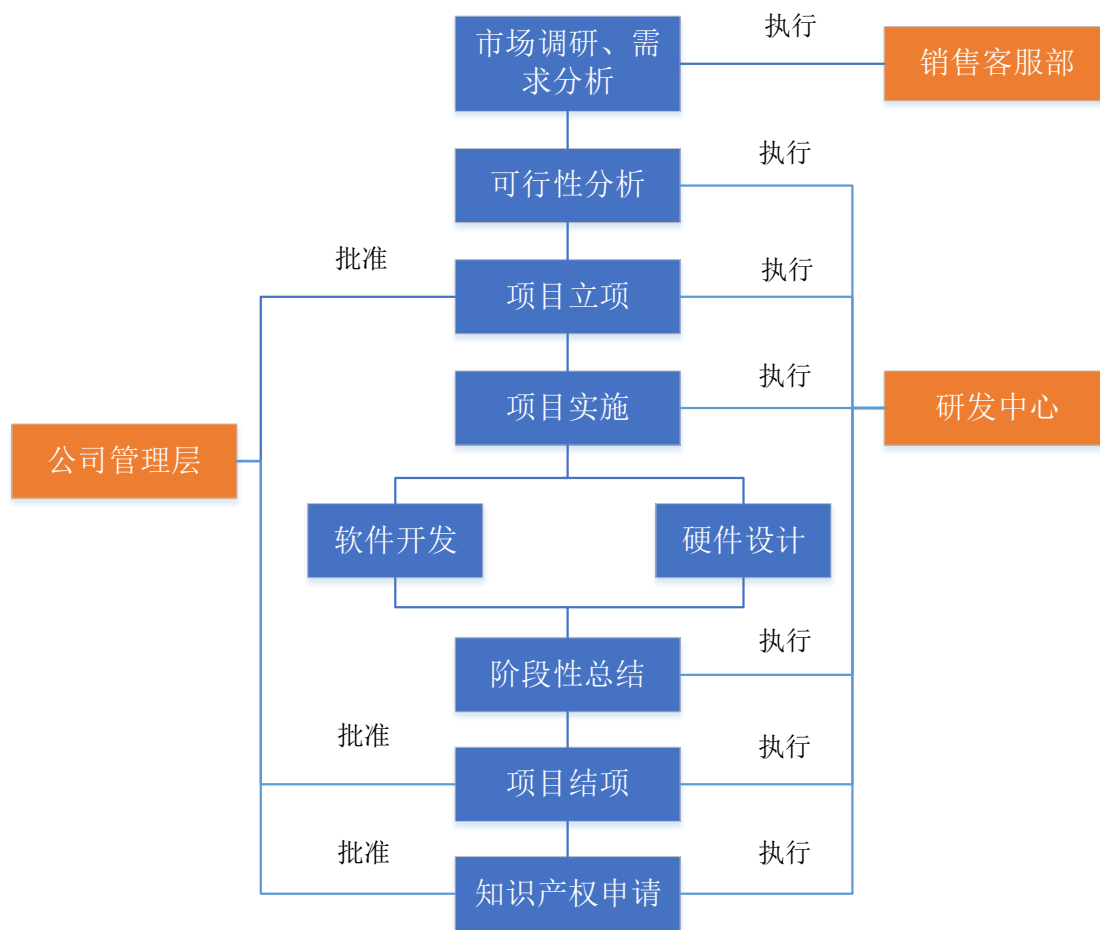 市场调研、需
求分析
执行
销售客服部
可行性分析
执行
批准
项目立项
执行
项目实施
执行
研发中心
公司管理层
软件开发
硬件设计
阶段性总结
执行
批准
项目结项
执行
批准
知识产权申请
执行